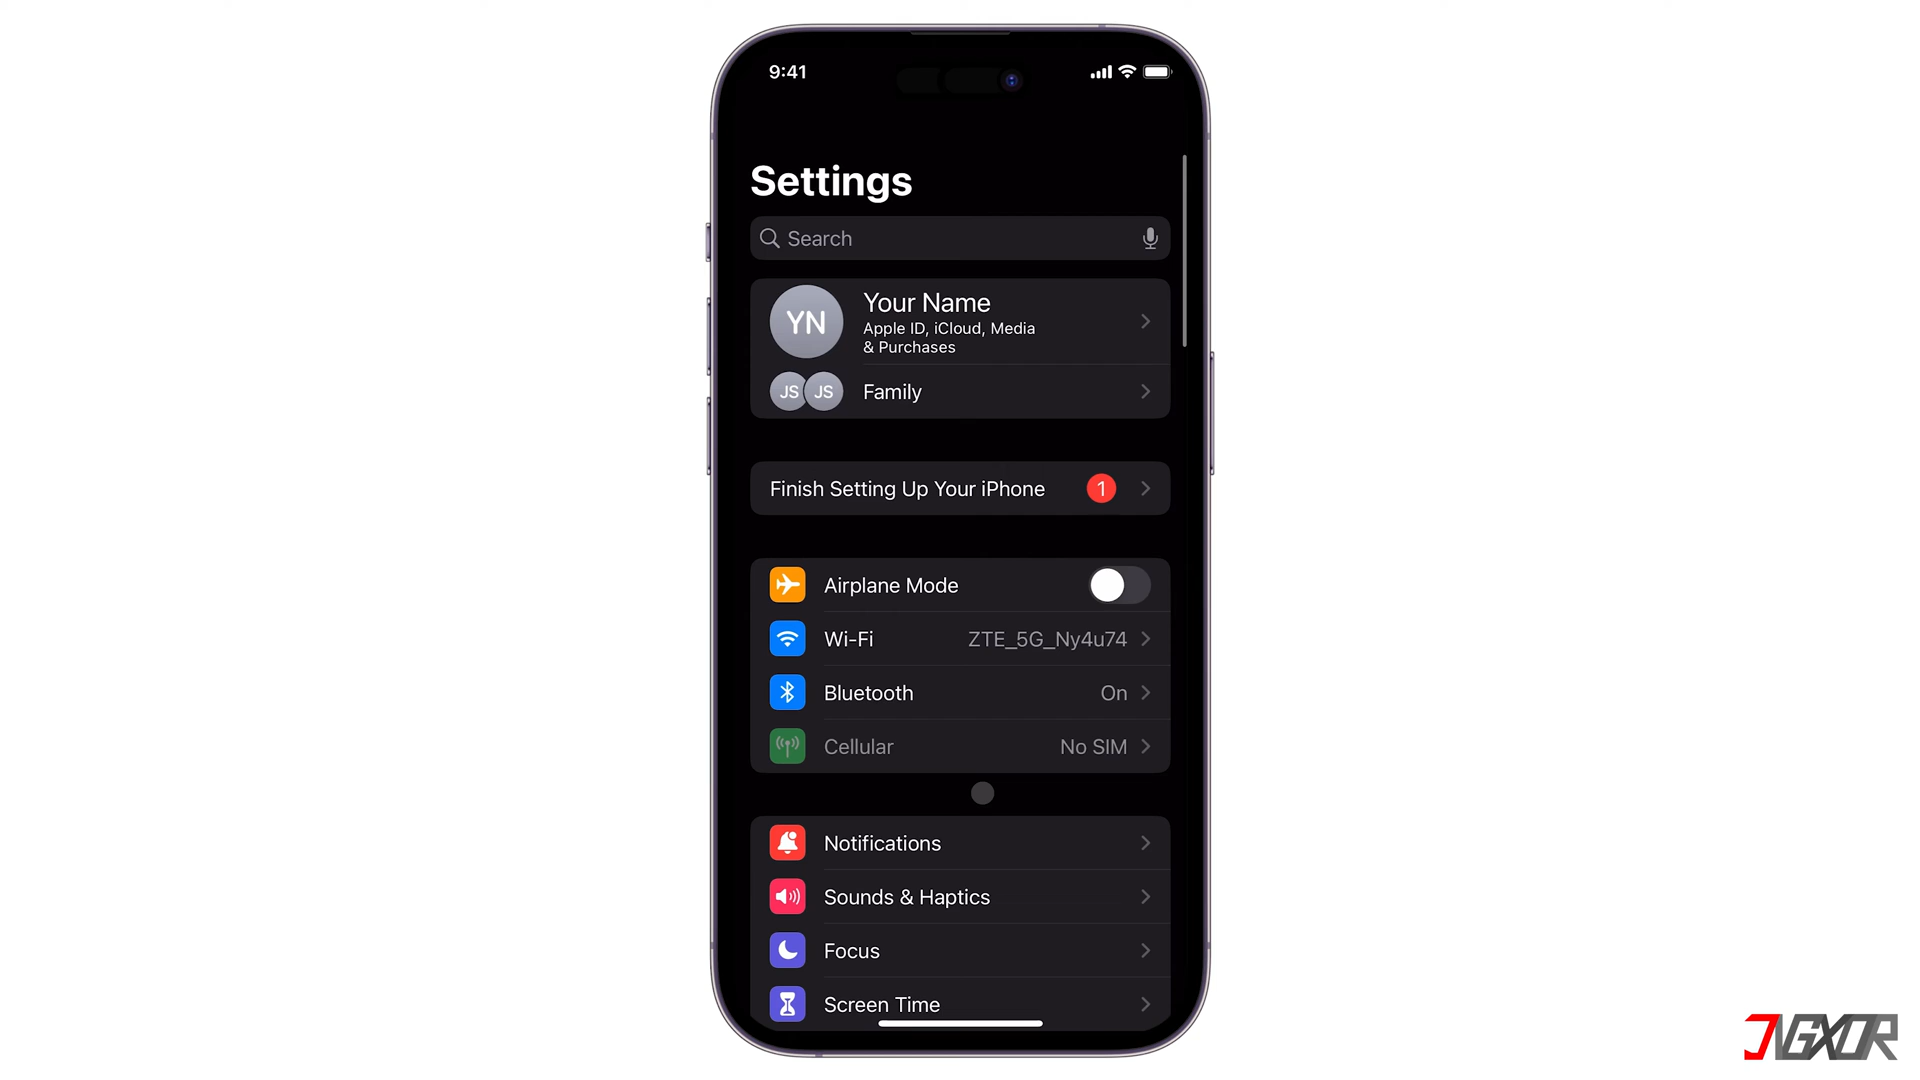 9:41
Settings
Search
YN
Your Name
Apple ID, iCloud, Media
& Purchases
JS JS Family
Finish Setting Up Your iPhone 1
Airplane Mode
Wi-Fi ZTE_5G_Ny4u74
Bluetooth On
Cellular No SIM
Notifications
Sounds & Haptics
Focus
Screen Time
JIGXOR